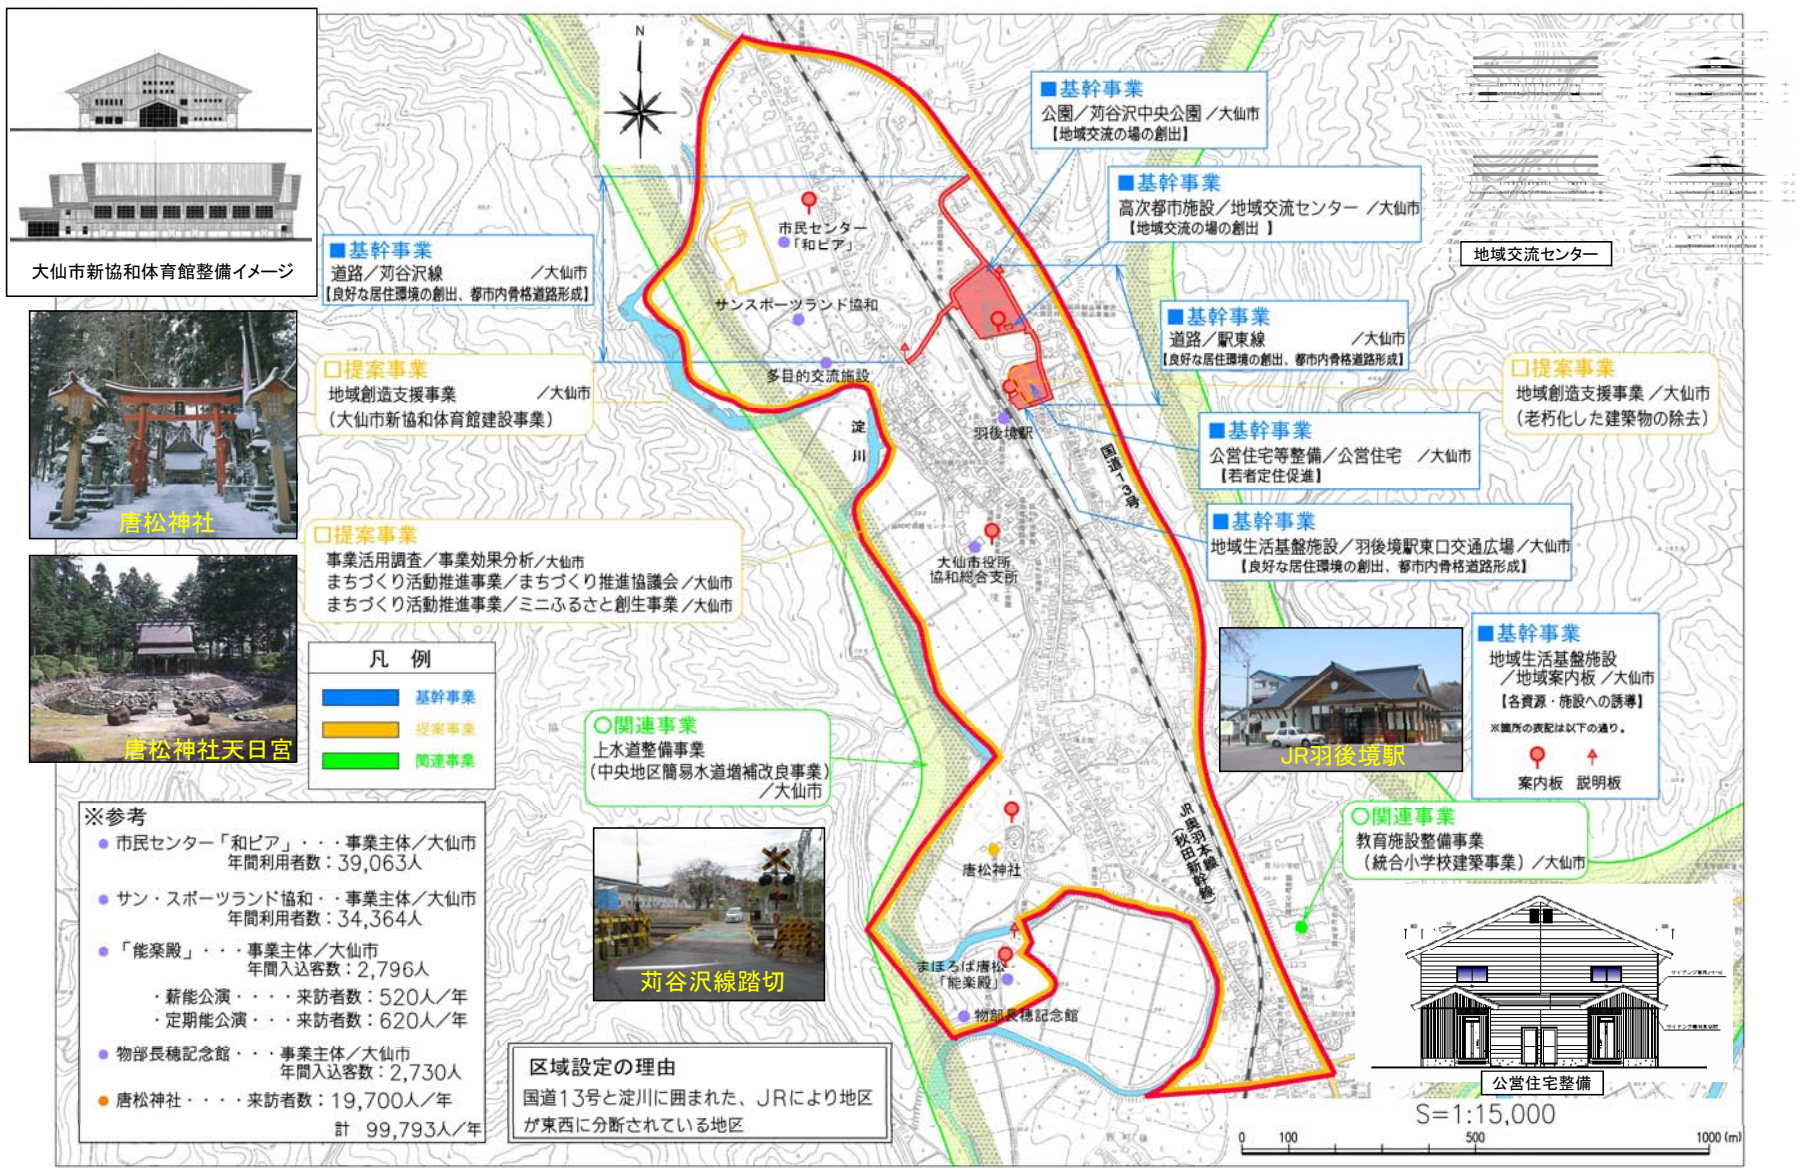 大仙市新協和体育館整備イメージ
唐松神社
唐松神社天日宮
N
■基幹事業
道路／苅谷沢線 ／大仙市
【良好な居住環境の創出、都市内骨格道路形成】
□提案事業
地域創造支援事業 ／大仙市
（大仙市新協和体育館建設事業）
□提案事業
事業活用調査／事業効果分析／大仙市
まちづくり活動推進事業／まちづくり推進協議会／大仙市
まちづくり活動推進事業／ミニふるさと創生事業／大仙市
凡 例
基幹事業
提案事業
関連事業
※参考
市民センター「和ピア」・・・事業主体／大仙市
年間利用者数：39,063人
サン・スポーツランド協和・・事業主体／大仙市
年間利用者数：34,364人
「能楽殿」・・・事業主体／大仙市
年間入込客数：2,796人
・薪能公演・・・・来訪者数：520人／年
・定期能公演・・・来訪者数：620人／年
物部長穂記念館・・・事業主体／大仙市
年間入込客数：2,730人
唐松神社・・・・来訪者数：19,700人／年
計 99,793人／年
市民センター
「和ピア」
サンスポーツランド協和
多目的交流施設
淀川
羽後境駅
国道13号
大仙市役所
協和総合支所
唐松神社
まほろば唐松
「能楽殿」
物部長穂記念館
JR奥羽本線
（秋田新幹線）
○関連事業
上水道整備事業
（中央地区簡易水道増補改良事業）
／大仙市
苅谷沢線踏切
区域設定の理由
国道13号と淀川に囲まれた、JRにより地区
が東西に分断されている地区
■基幹事業
公園／苅谷沢中央公園 ／大仙市
【地域交流の場の創出】
■基幹事業
高次都市施設／地域交流センター ／大仙市
【地域交流の場の創出 】
地域交流センター
■基幹事業
道路／駅東線 ／大仙市
【良好な居住環境の創出、都市内骨格道路形成】
□提案事業
地域創造支援事業 ／大仙市
（老朽化した建築物の除去）
■基幹事業
公営住宅等整備／公営住宅 ／大仙市
【若者定住促進】
■基幹事業
地域生活基盤施設／羽後境駅東口交通広場／大仙市
【良好な居住環境の創出、都市内骨格道路形成】
JR羽後境駅
■基幹事業
地域生活基盤施設
／地域案内板 ／大仙市
【各資源・施設への誘導】
※箇所の表記は以下の通り。
案内板 説明板
○関連事業
教育施設整備事業
（統合小学校建築事業）／大仙市
公営住宅整備
S=1:15,000
0 100 500 1000 (m)